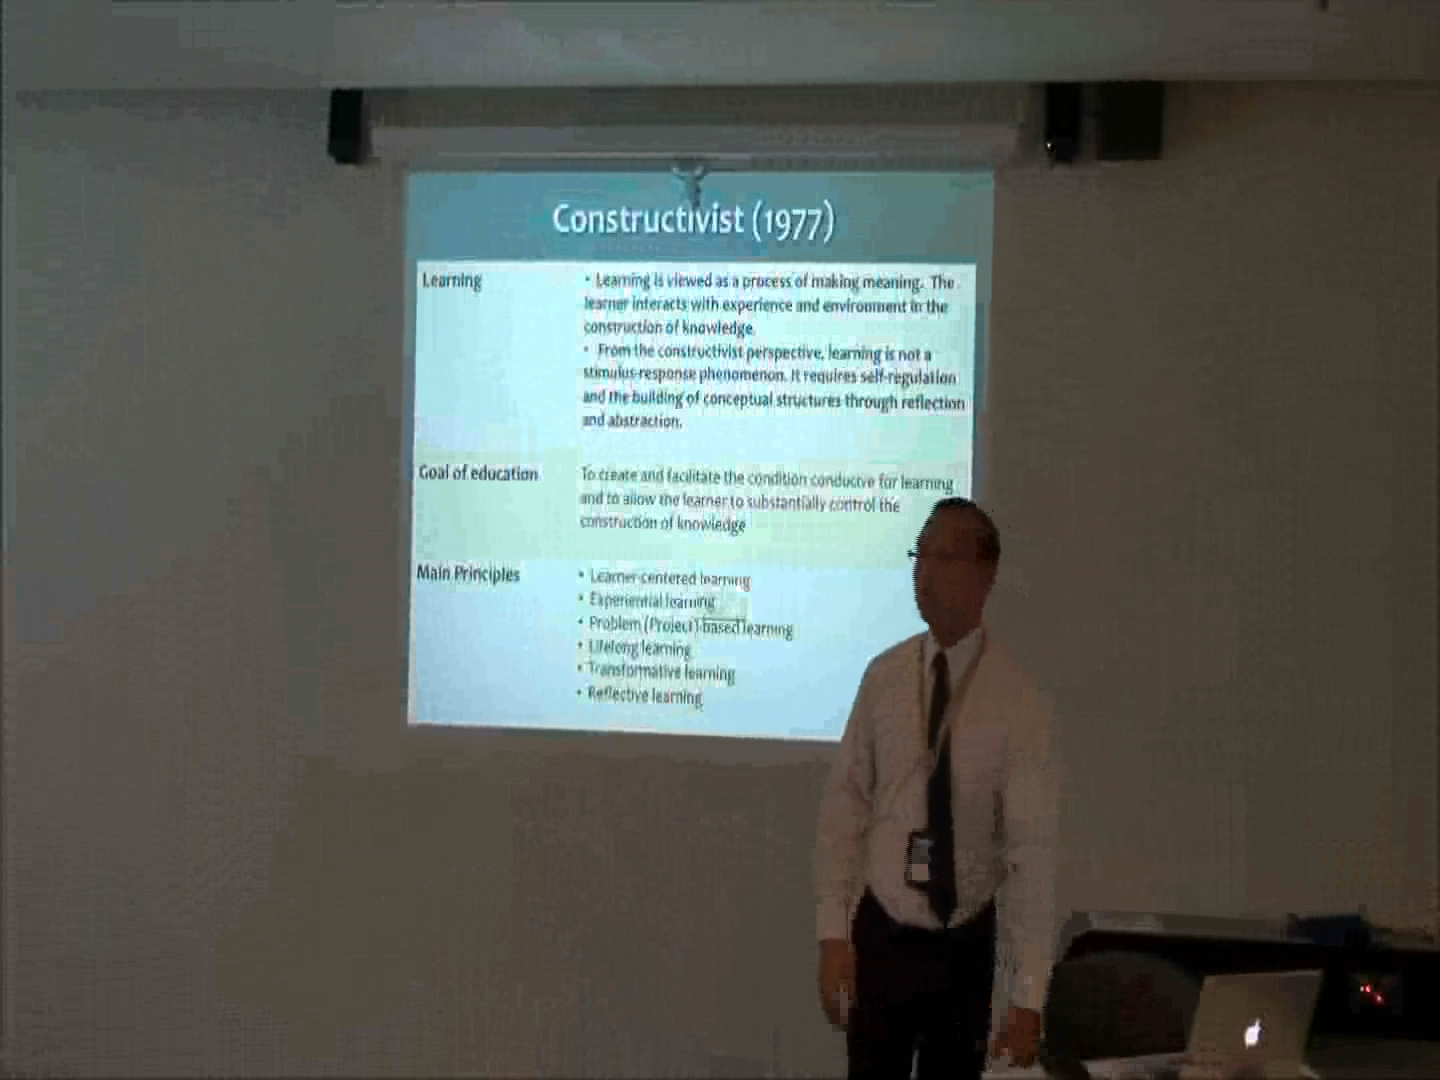 Constructivist (1977)
Learning
• Learning is viewed as a process of making meaning. The
learner interacts with experience and environment in the
construction of knowledge.
• From the constructivist perspective, learning is not a
stimulus-response phenomenon. It requires self-regulation
and the building of conceptual structures through reflection
and abstraction.
Goal of education
To create and facilitate the condition conducive for learning
and to allow the learner to substantially control the
construction of knowledge
Main Principles
• Learner-centered learning
• Experiential learning
• Problem (Project) based learning
• Lifelong learning
• Transformative learning
• Reflective learning